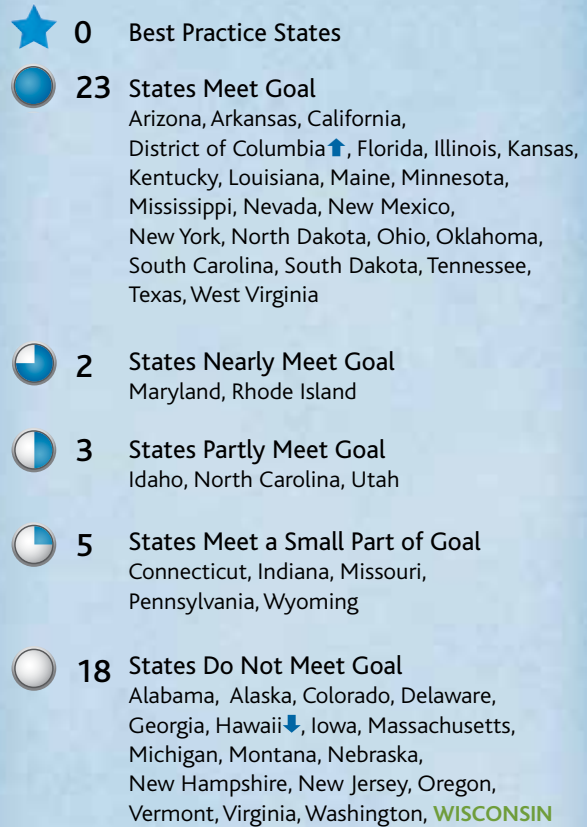 0 Best Practice States
23 States Meet Goal
Arizona, Arkansas, California,
District of Columbia⬆, Florida, Illinois, Kansas,
Kentucky, Louisiana, Maine, Minnesota,
Mississippi, Nevada, New Mexico,
New York, North Dakota, Ohio, Oklahoma,
South Carolina, South Dakota, Tennessee,
Texas, West Virginia
2 States Nearly Meet Goal
Maryland, Rhode Island
3 States Partly Meet Goal
Idaho, North Carolina, Utah
5 States Meet a Small Part of Goal
Connecticut, Indiana, Missouri,
Pennsylvania, Wyoming
18 States Do Not Meet Goal
Alabama, Alaska, Colorado, Delaware,
Georgia, Hawaii⬇, Iowa, Massachusetts,
Michigan, Montana, Nebraska,
New Hampshire, New Jersey, Oregon,
Vermont, Virginia, Washington, WISCONSIN